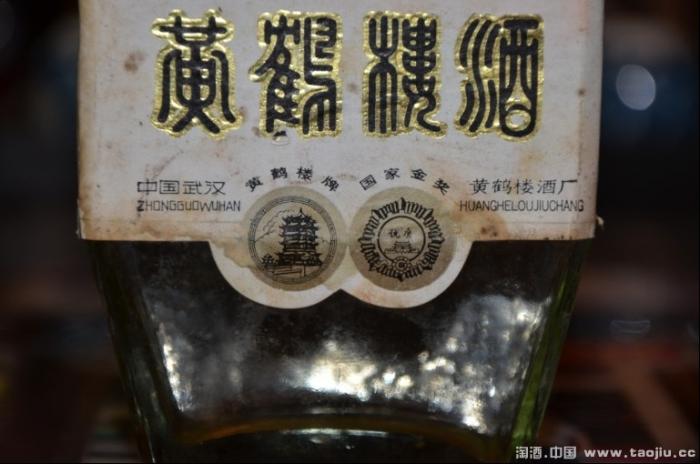 黄鹤楼酒
黄鹤楼牌 国家金奖
中国武汉 黄鹤楼酒厂
ZHONGGUOWUHAN HUANGHELOUJIUCHANG
淘酒.中国 www.taojiu.cc